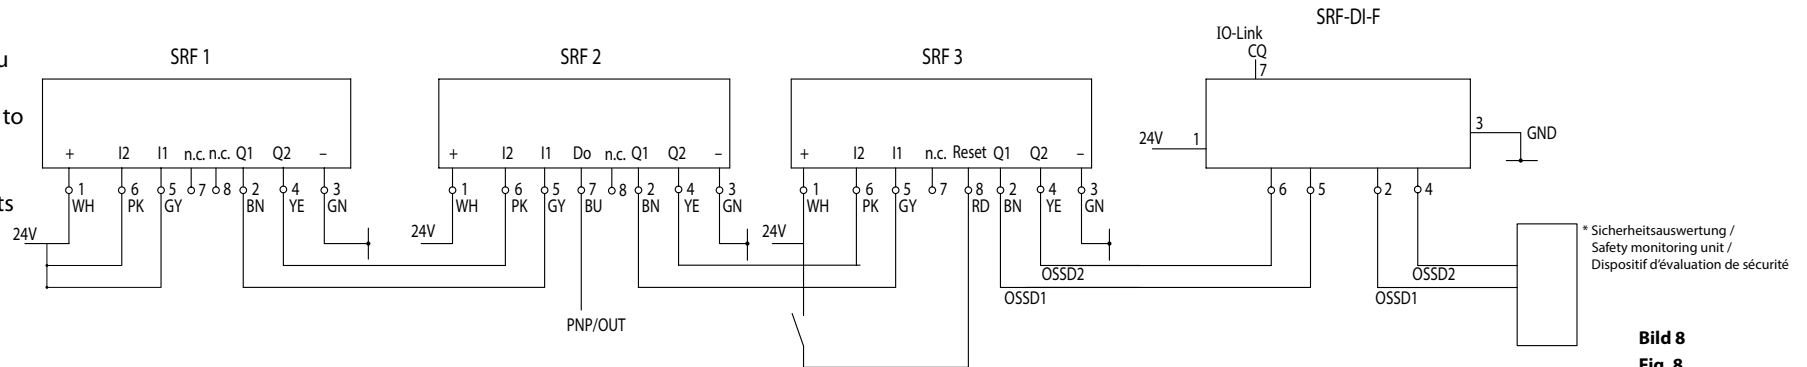 u
to
ts
SRF 1
+ I2 I1 n.c. n.c. Q1 Q2 –
1 6 5 7 8 2 4 3
WH PK GY BN YE GN
24V
SRF 2
+ I2 I1 Do n.c. Q1 Q2 –
1 6 5 7 8 2 4 3
WH PK GY BU BN YE GN
24V
PNP/OUT
SRF 3
+ I2 I1 n.c. Reset Q1 Q2 –
1 6 5 7 8 2 4 3
WH PK GY RD BN YE GN
24V
OSSD2
OSSD1
SRF-DI-F
IO-Link
CQ
7
24V 1
3 GND
6 5 2 4
OSSD2
OSSD1
* Sicherheitsauswertung /
Safety monitoring unit /
Dispositif d’évaluation de sécurité
Bild 8
Fig. 8